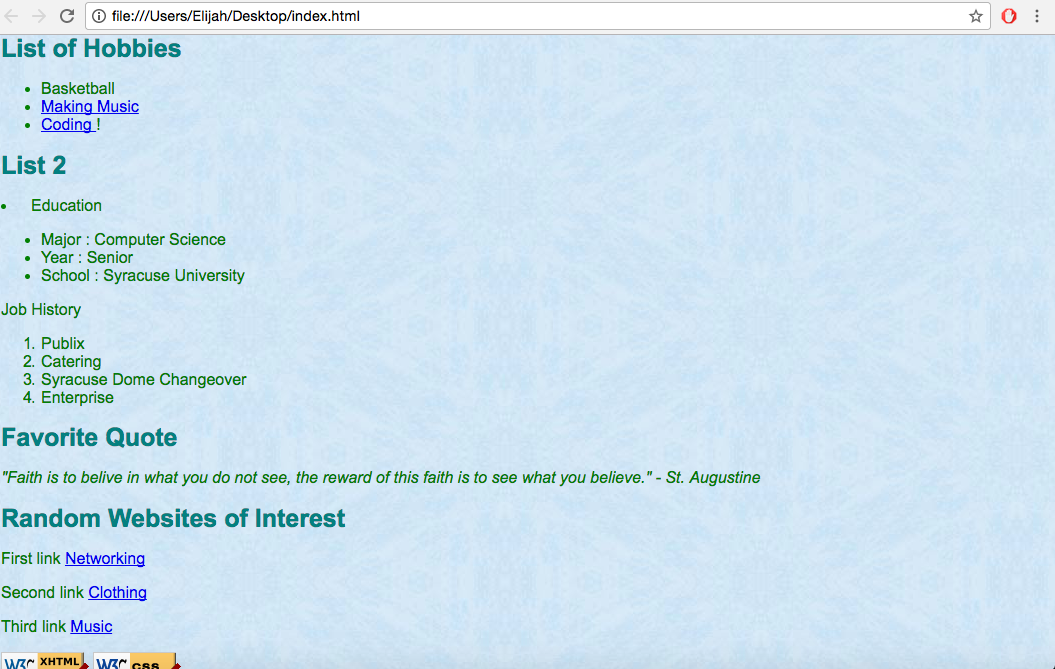 file:///Users/Elijah/Desktop/index.html
List of Hobbies
Basketball
Making Music
Coding !
List 2
Education
Major : Computer Science
Year : Senior
School : Syracuse University
Job History
1. Publix
2. Catering
3. Syracuse Dome Changeover
4. Enterprise
Favorite Quote
"Faith is to belive in what you do not see, the reward of this faith is to see what you believe." - St. Augustine
Random Websites of Interest
First link Networking
Second link Clothing
Third link Music
W3C XHTML W3C CSS